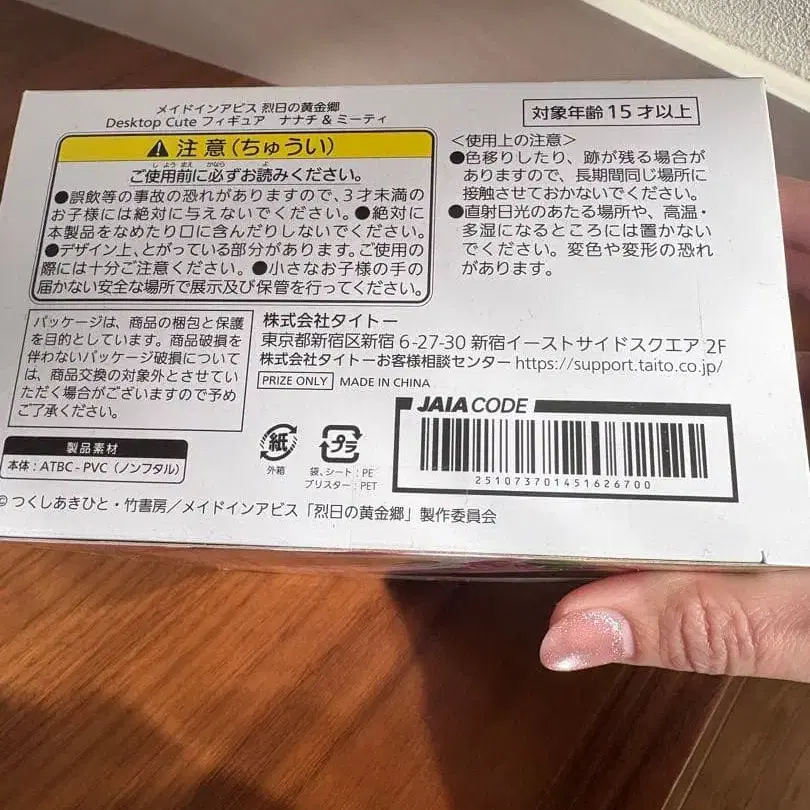 メイドインアビス 烈日の黄金郷
Desktop Cute フィギュア ナナチ & ミーティ
対象年齢15才以上
注意(ちゅうい)
しよう まえ かなら よ
ご使用前に必ずお読みください。
●誤飲等の事故の恐れがありますので、3才未満の
お子様には絶対に与えないでください。●絶対に
本製品をなめたり口に含んだりしないでください。
●デザイン上、とがっている部分があります。ご使用の
際には十分ご注意ください。●小さなお子様の手の
届かない安全な場所で展示及び保管を行ってください。
<使用上の注意>
●色移りしたり、跡が残る場合が
ありますので、長期間同じ場所に
接触させておかないでください。
●直射日光のあたる場所や、高温・
多湿になるところには置かない
でください。変色や変形の恐れ
があります。
パッケージは、商品の梱包と保護
を目的としています。商品破損を
伴わないパッケージ破損について
は、商品交換の対象外とさせてい
ただく場合がございますので予め
ご了承ください。
株式会社タイトー
東京都新宿区新宿 6-27-30 新宿イーストサイドスクエア 2F
株式会社タイトーお客様相談センター https://support.taito.co.jp/
PRIZE ONLY MADE IN CHINA
製品素材
本体:ATBC-PVC(ノンフタル)
紙
外箱
プラ
袋、シート:PE
ブリスター:PET
JAIA CODE
251073701451626700
© つくしあきひと・竹書房/メイドインアビス「烈日の黄金郷」製作委員会